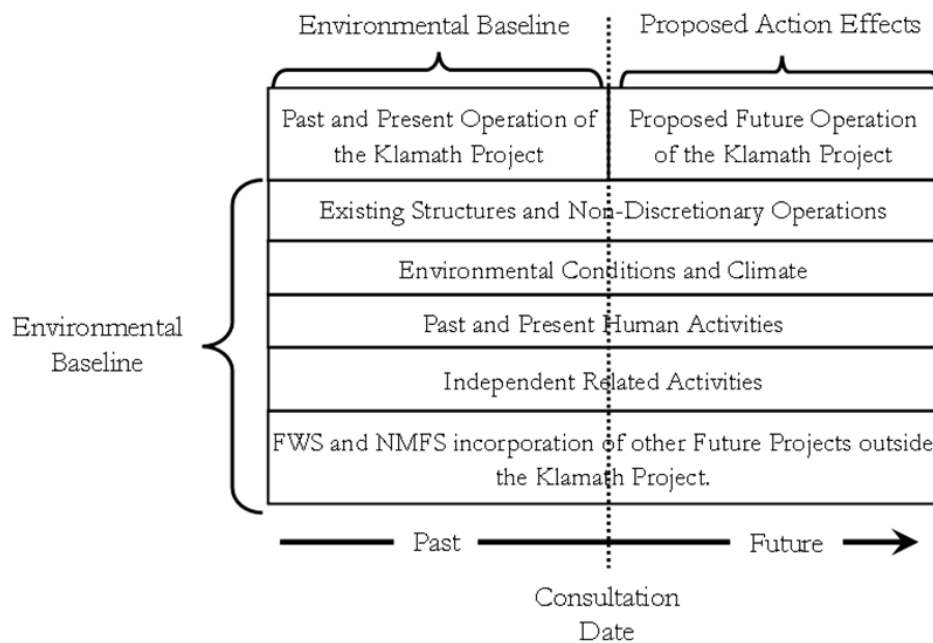 Environmental Baseline
Proposed Action Effects
Past and Present Operation of
the Klamath Project
Proposed Future Operation
of the Klamath Project
Existing Structures and Non-Discretionary Operations
Environmental Conditions and Climate
Past and Present Human Activities
Environmental
Baseline
Independent Related Activities
FWS and NMFS incorporation of other Future Projects outside
the Klamath Project.
Past
Future
Consultation
Date